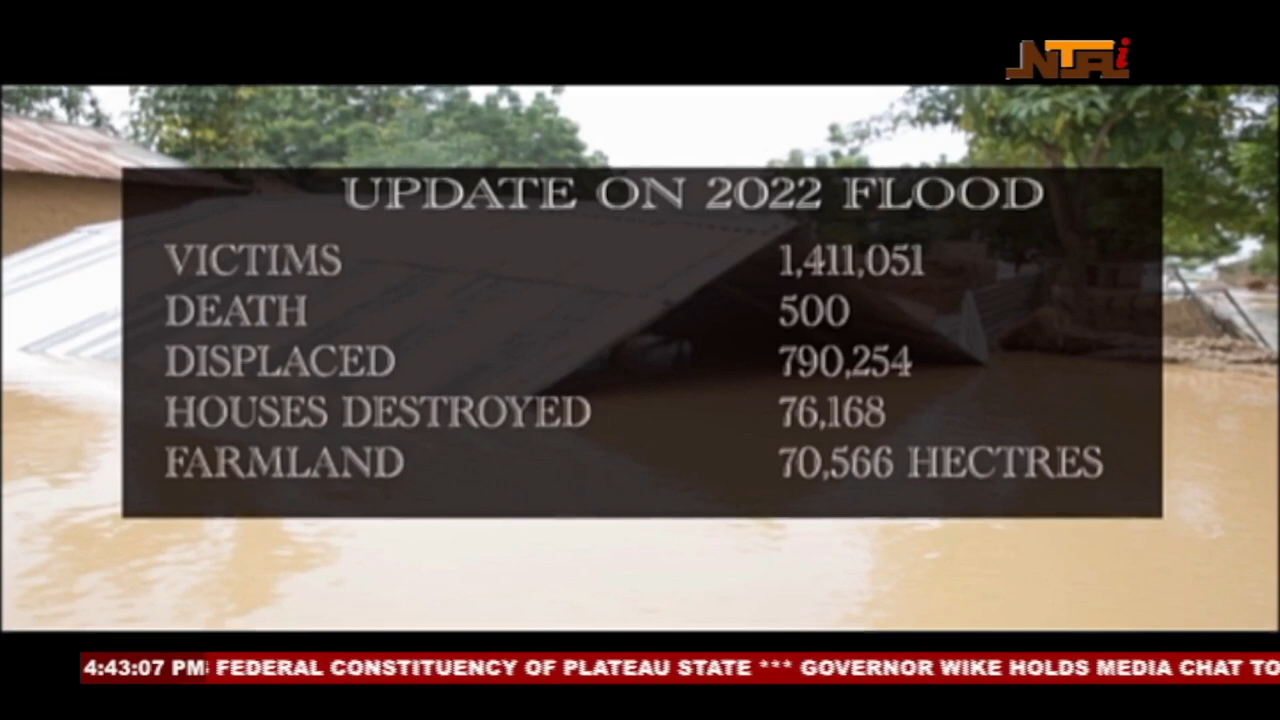 NTAi
UPDATE ON 2022 FLOOD
VICTIMS 1,411,051
DEATH 500
DISPLACED 790,254
HOUSES DESTROYED 76,168
FARMLAND 70,566 HECTRES
4:43:07 PM FEDERAL CONSTITUENCY OF PLATEAU STATE *** GOVERNOR WIKE HOLDS MEDIA CHAT TO